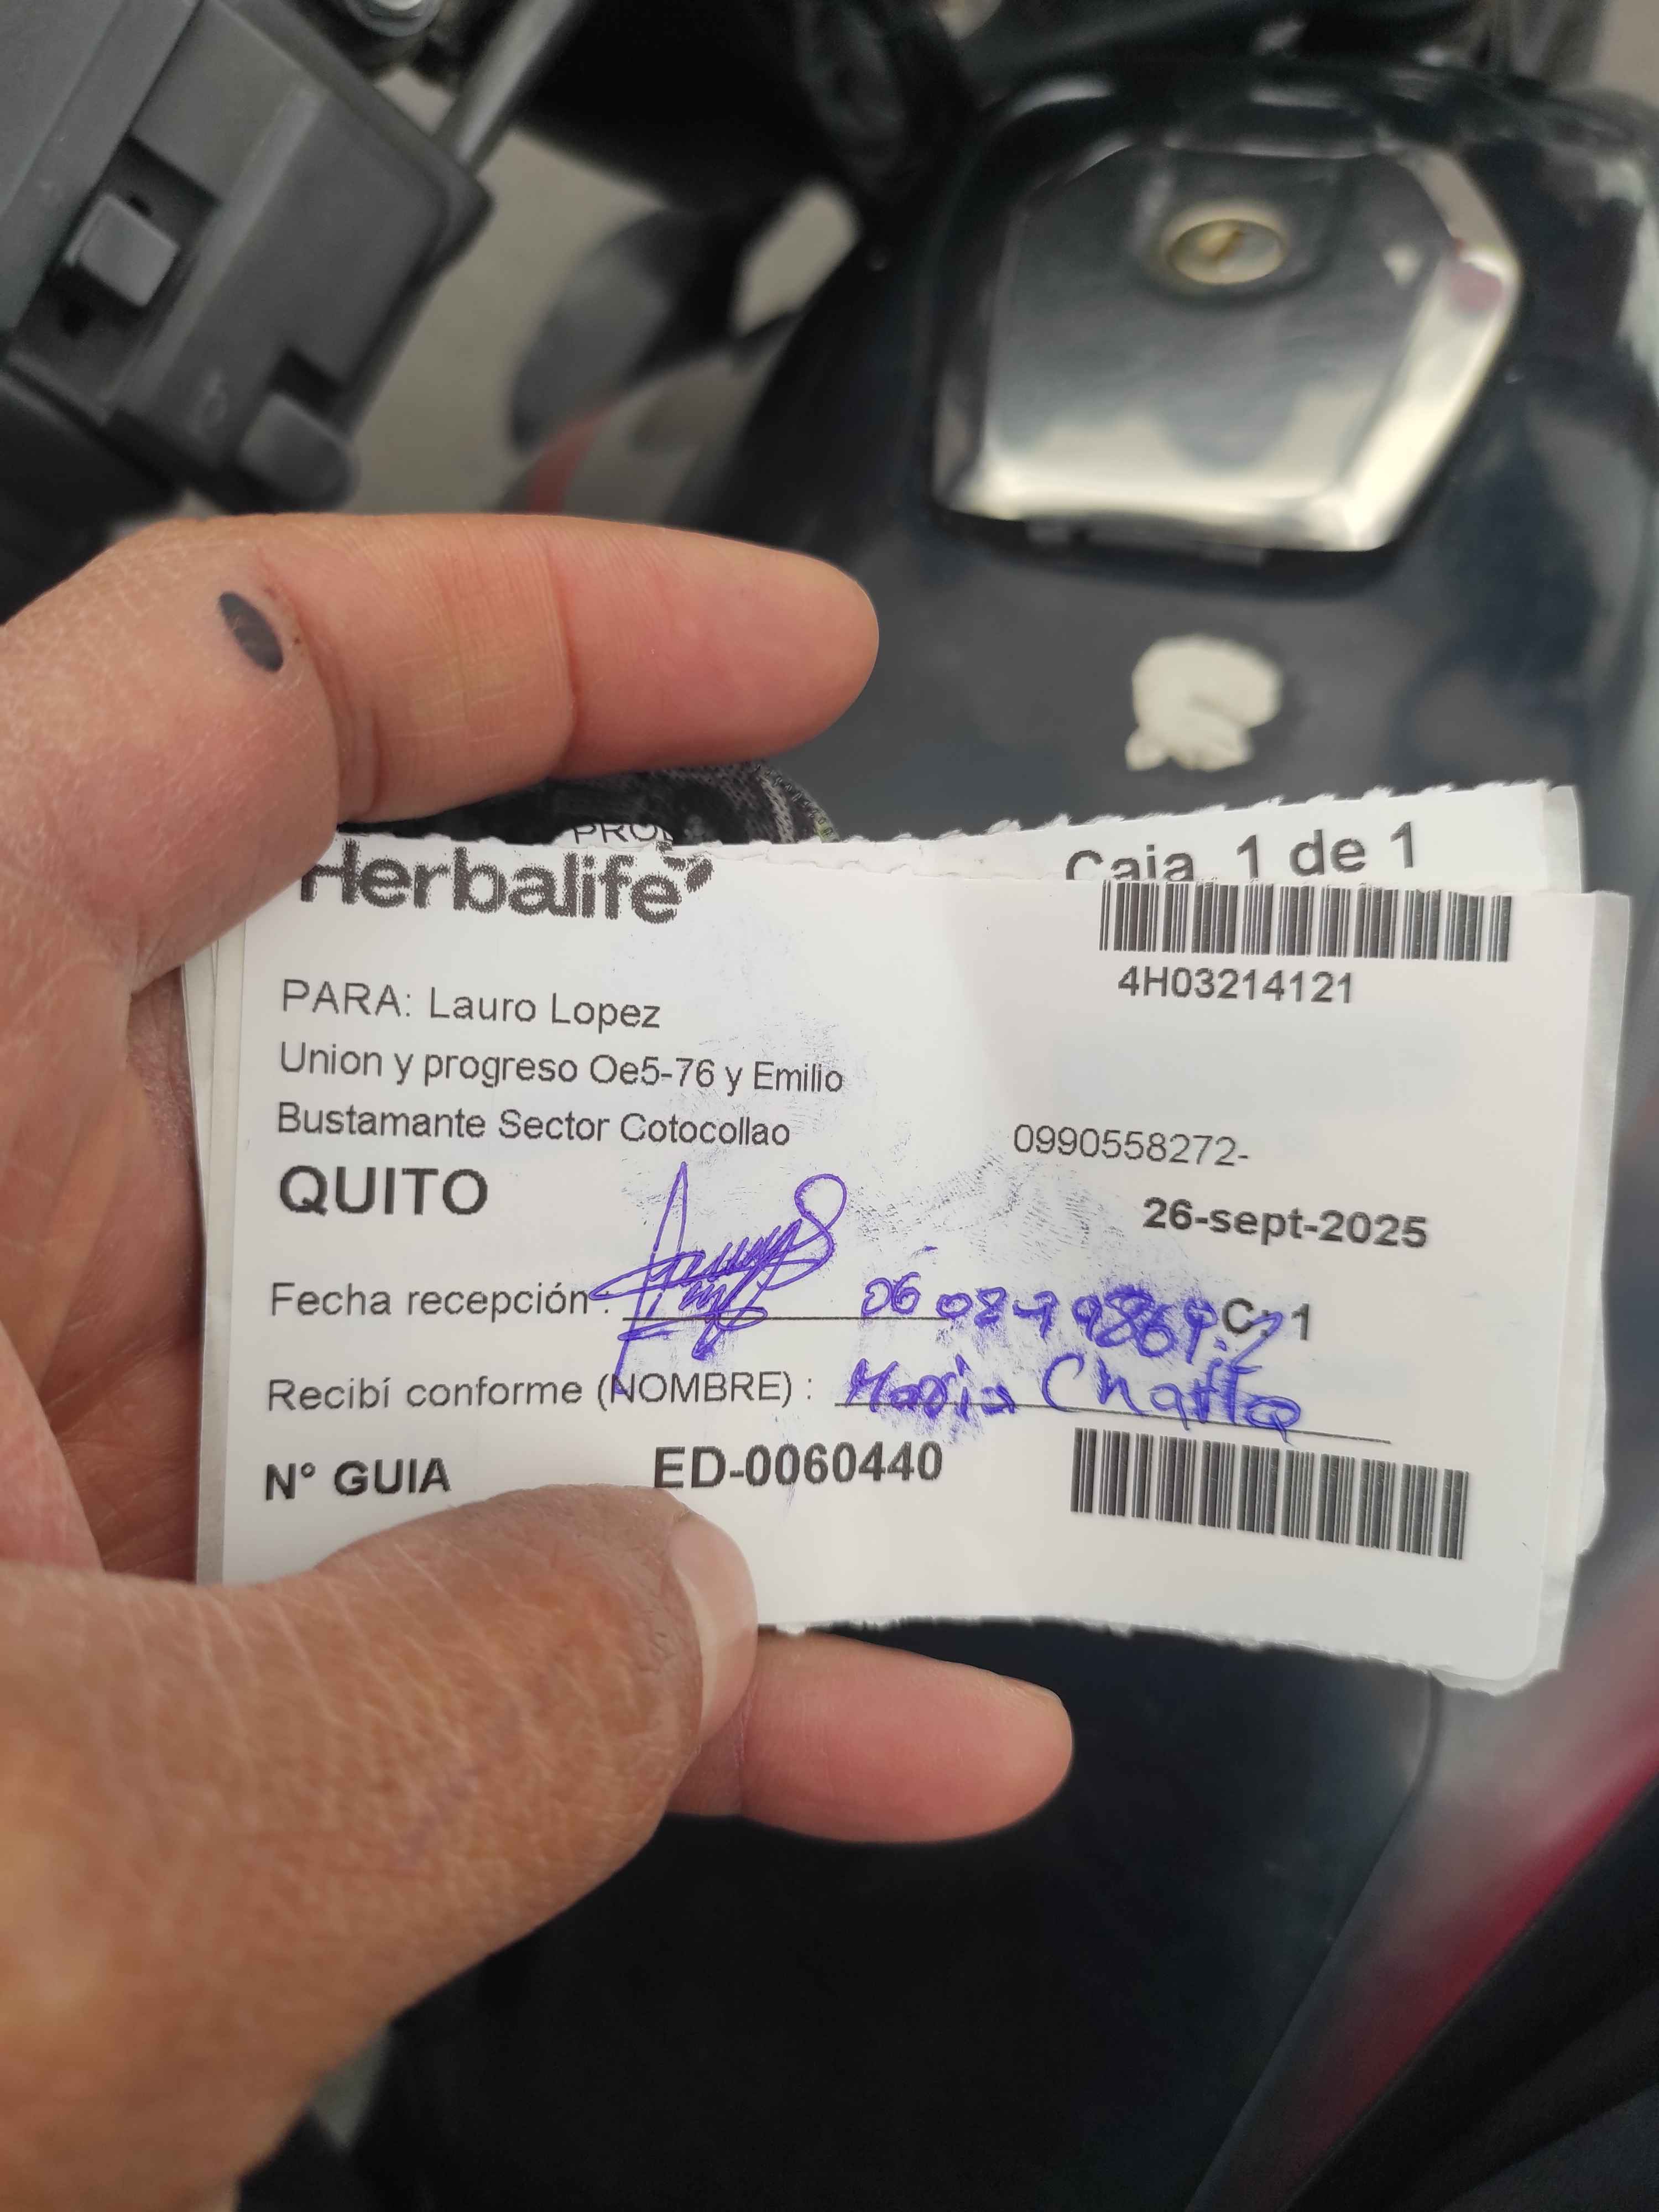 Herbalife
Caja 1 de 1
4H03214121
PARA: Lauro Lopez
Union y progreso Oe5-76 y Emilio
Bustamante Sector Cotocollao
0990558272-
QUITO
26-sept-2025
Fecha recepción :
C: 1
Recibí conforme (NOMBRE) : Maria
N° GUIA ED-0060440